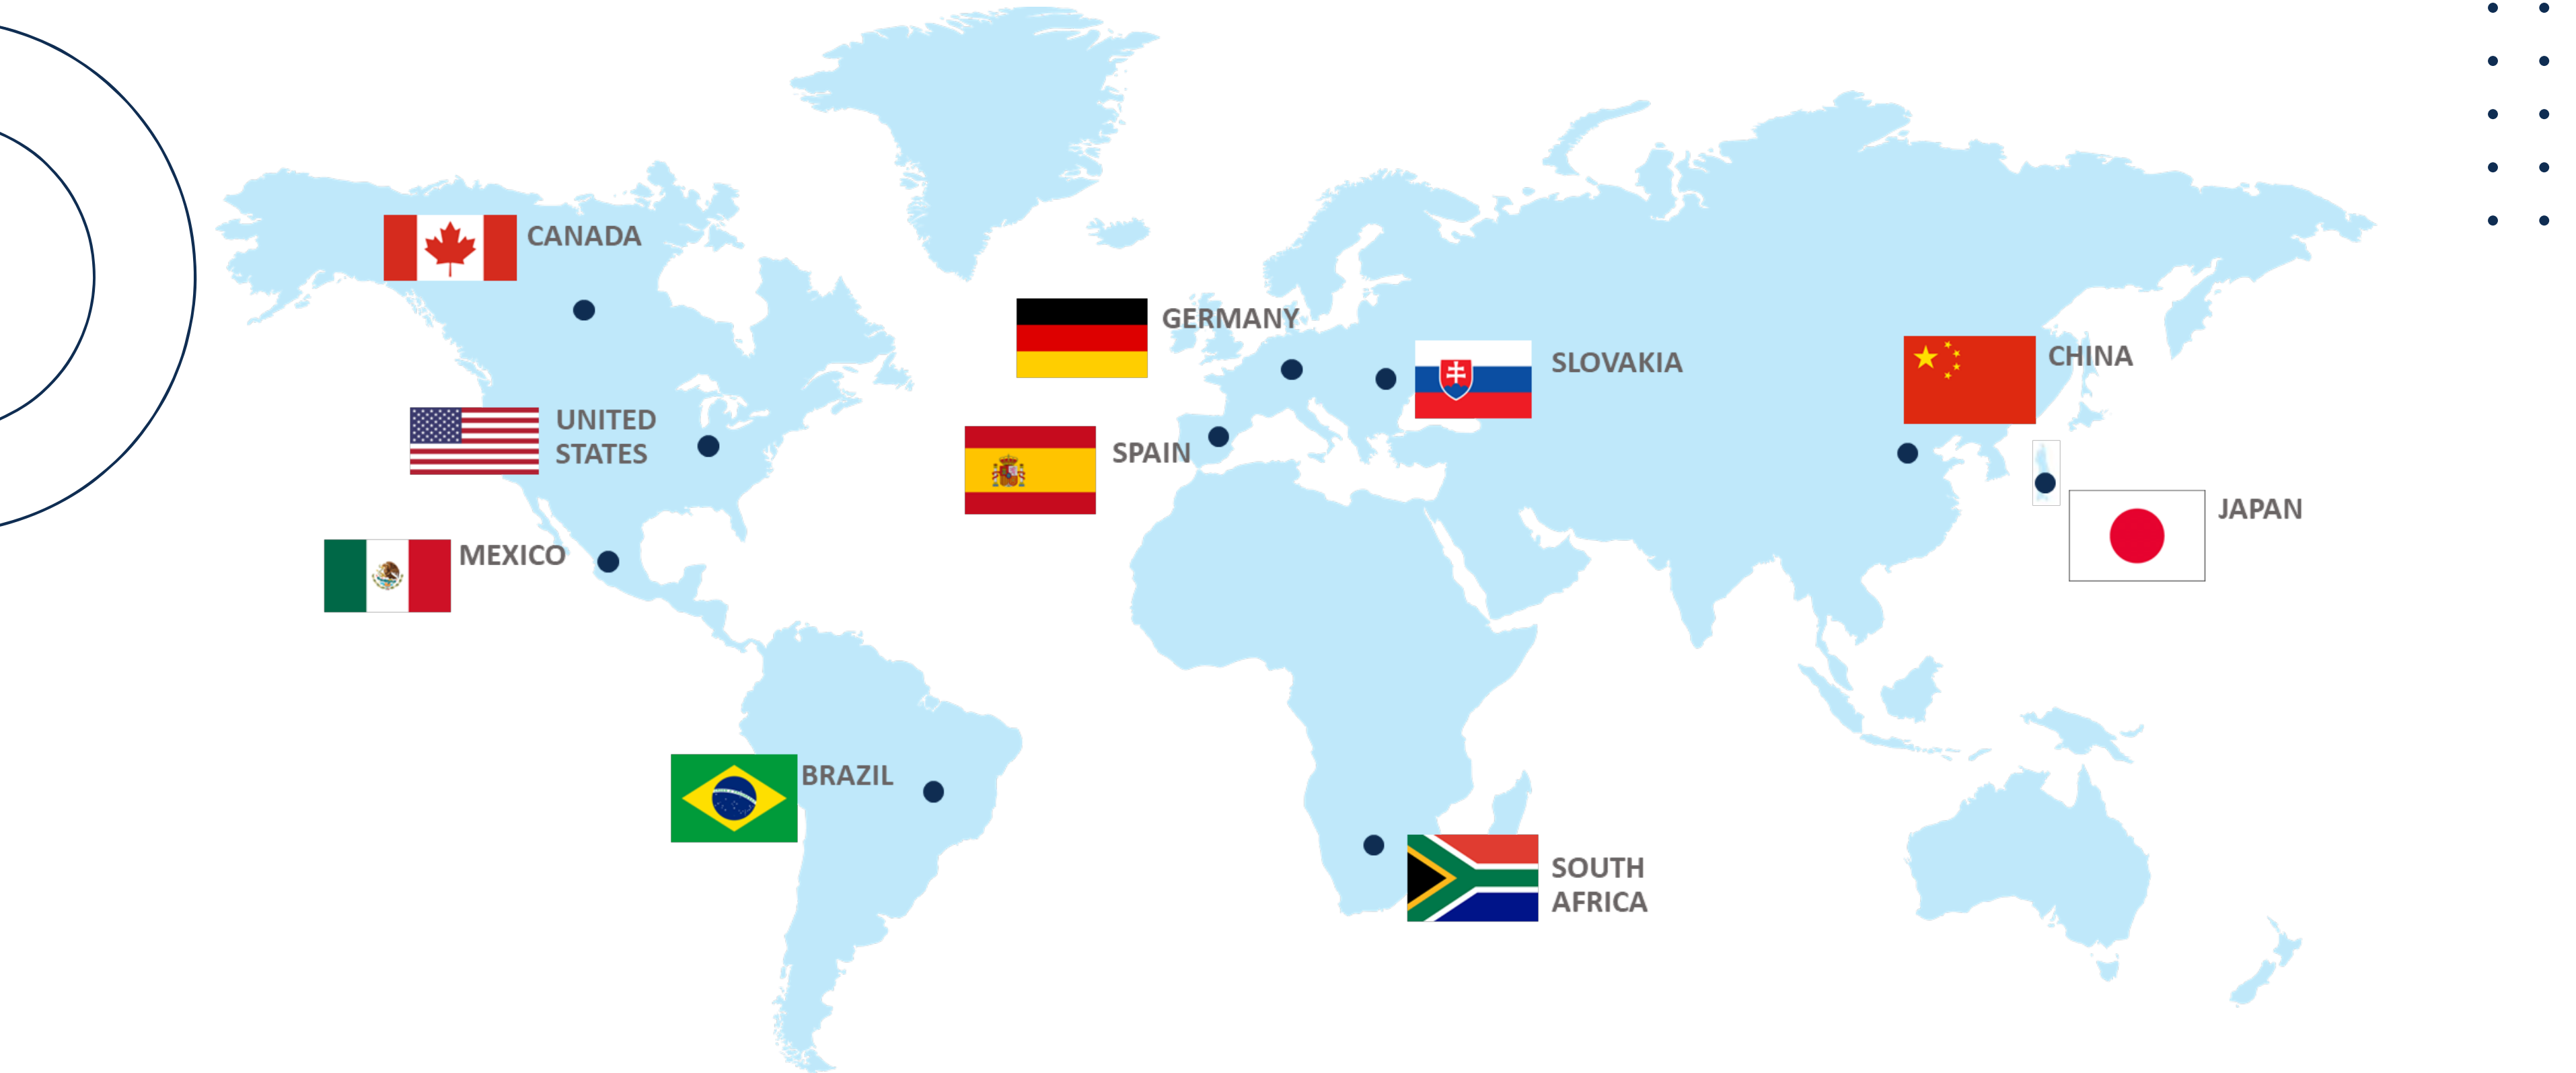 CANADA
GERMANY
CHINA
SLOVAKIA
UNITED
STATES
SPAIN
JAPAN
MEXICO
BRAZIL
SOUTH
AFRICA